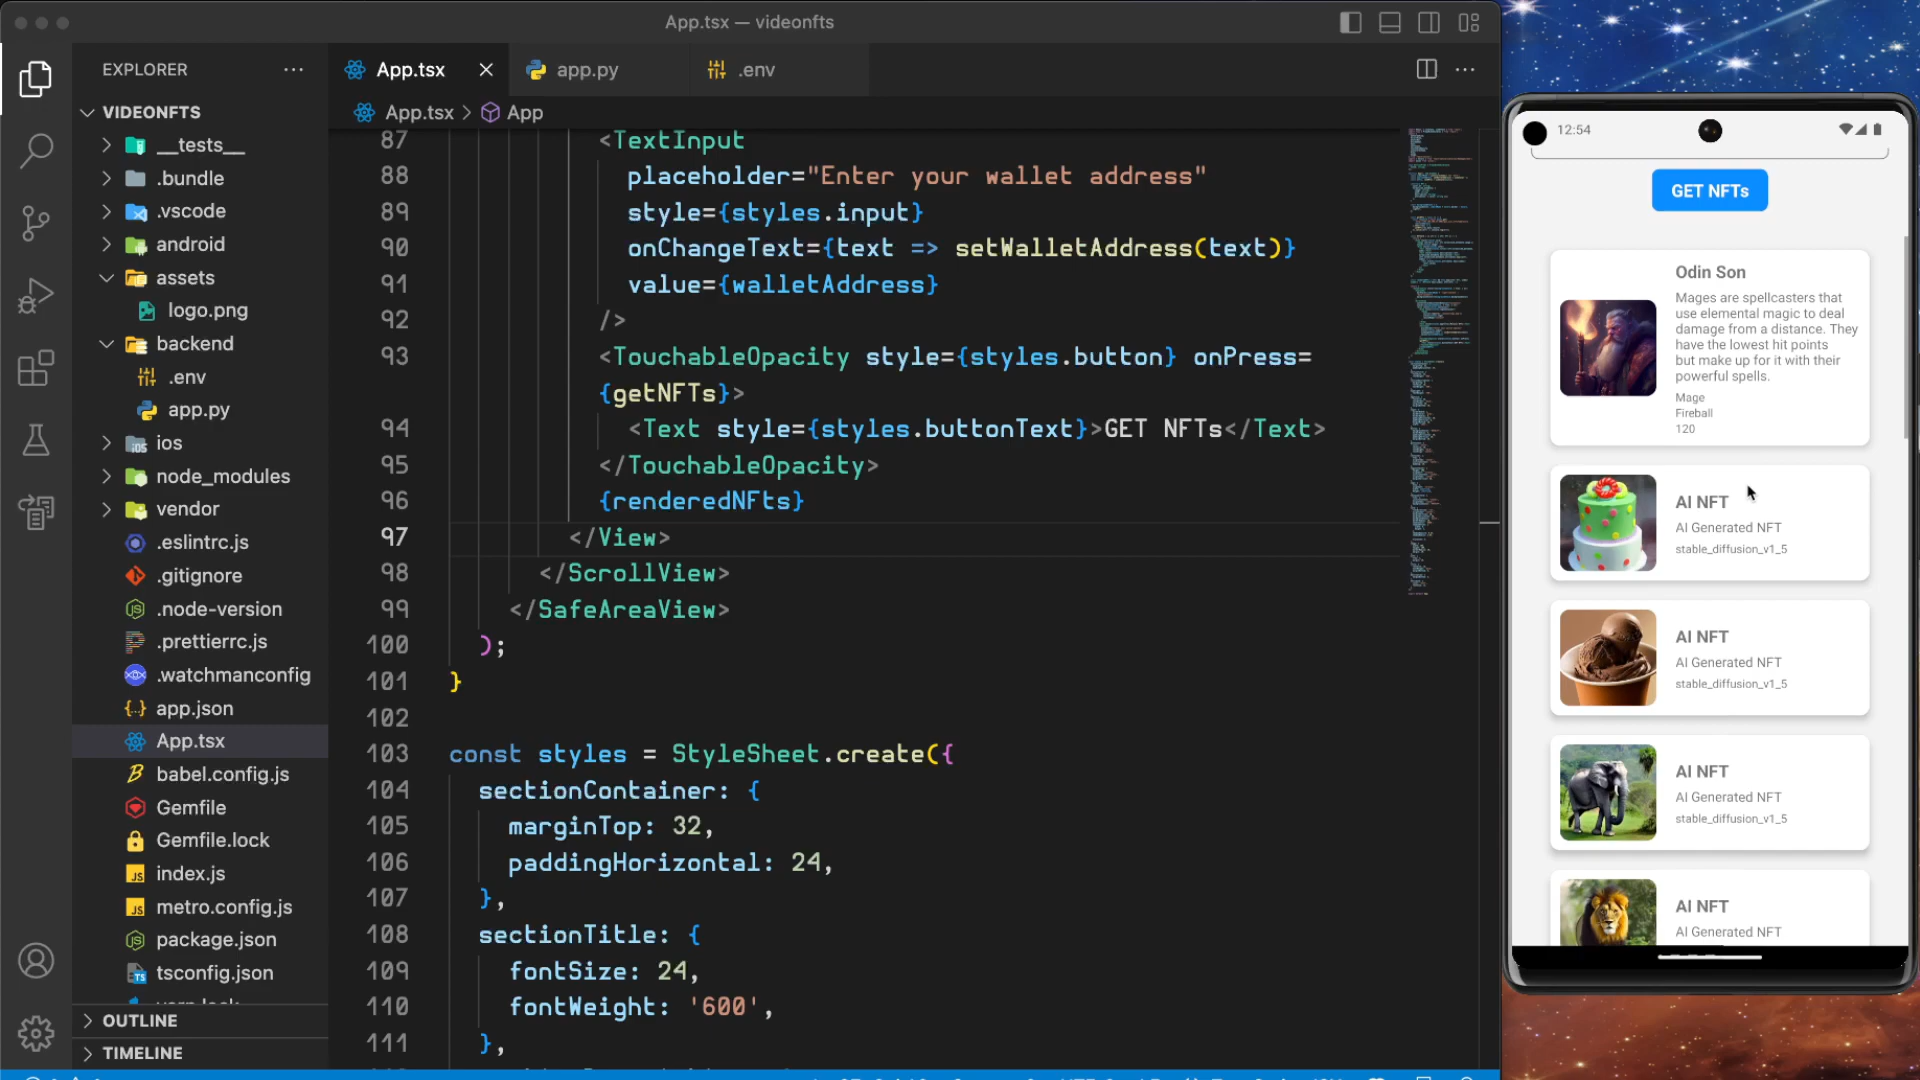 App.tsx — videonfts
EXPLORER
VIDEONFTS
__tests__
.bundle
.vscode
android
assets
logo.png
backend
.env
app.py
ios
node_modules
vendor
.eslintrc.js
.gitignore
.node-version
.prettierrc.js
.watchmanconfig
app.json
App.tsx
babel.config.js
Gemfile
Gemfile.lock
index.js
metro.config.js
package.json
tsconfig.json
OUTLINE
TIMELINE
App.tsx app.py .env
App.tsx > App
87 <TextInput
88 placeholder="Enter your wallet address"
89 style={styles.input}
90 onChangeText={text => setWalletAddress(text)}
91 value={walletAddress}
92 />
93 <TouchableOpacity style={styles.button} onPress=
{getNFTs}>
94 <Text style={styles.buttonText}>GET NFTs</Text>
95 </TouchableOpacity>
96 {renderedNFts}
97 </View>
98 </ScrollView>
99 </SafeAreaView>
100 );
101 }
102
103 const styles = StyleSheet.create({
104 sectionContainer: {
105 marginTop: 32,
106 paddingHorizontal: 24,
107 },
108 sectionTitle: {
109 fontSize: 24,
110 fontWeight: '600',
111 },
12:54
GET NFTs
Odin Son
Mages are spellcasters that
use elemental magic to deal
damage from a distance. They
have the lowest hit points
but make up for it with their
powerful spells.
Mage
Fireball
120
AI NFT
AI Generated NFT
stable_diffusion_v1_5
AI NFT
AI Generated NFT
stable_diffusion_v1_5
AI NFT
AI Generated NFT
stable_diffusion_v1_5
AI NFT
AI Generated NFT